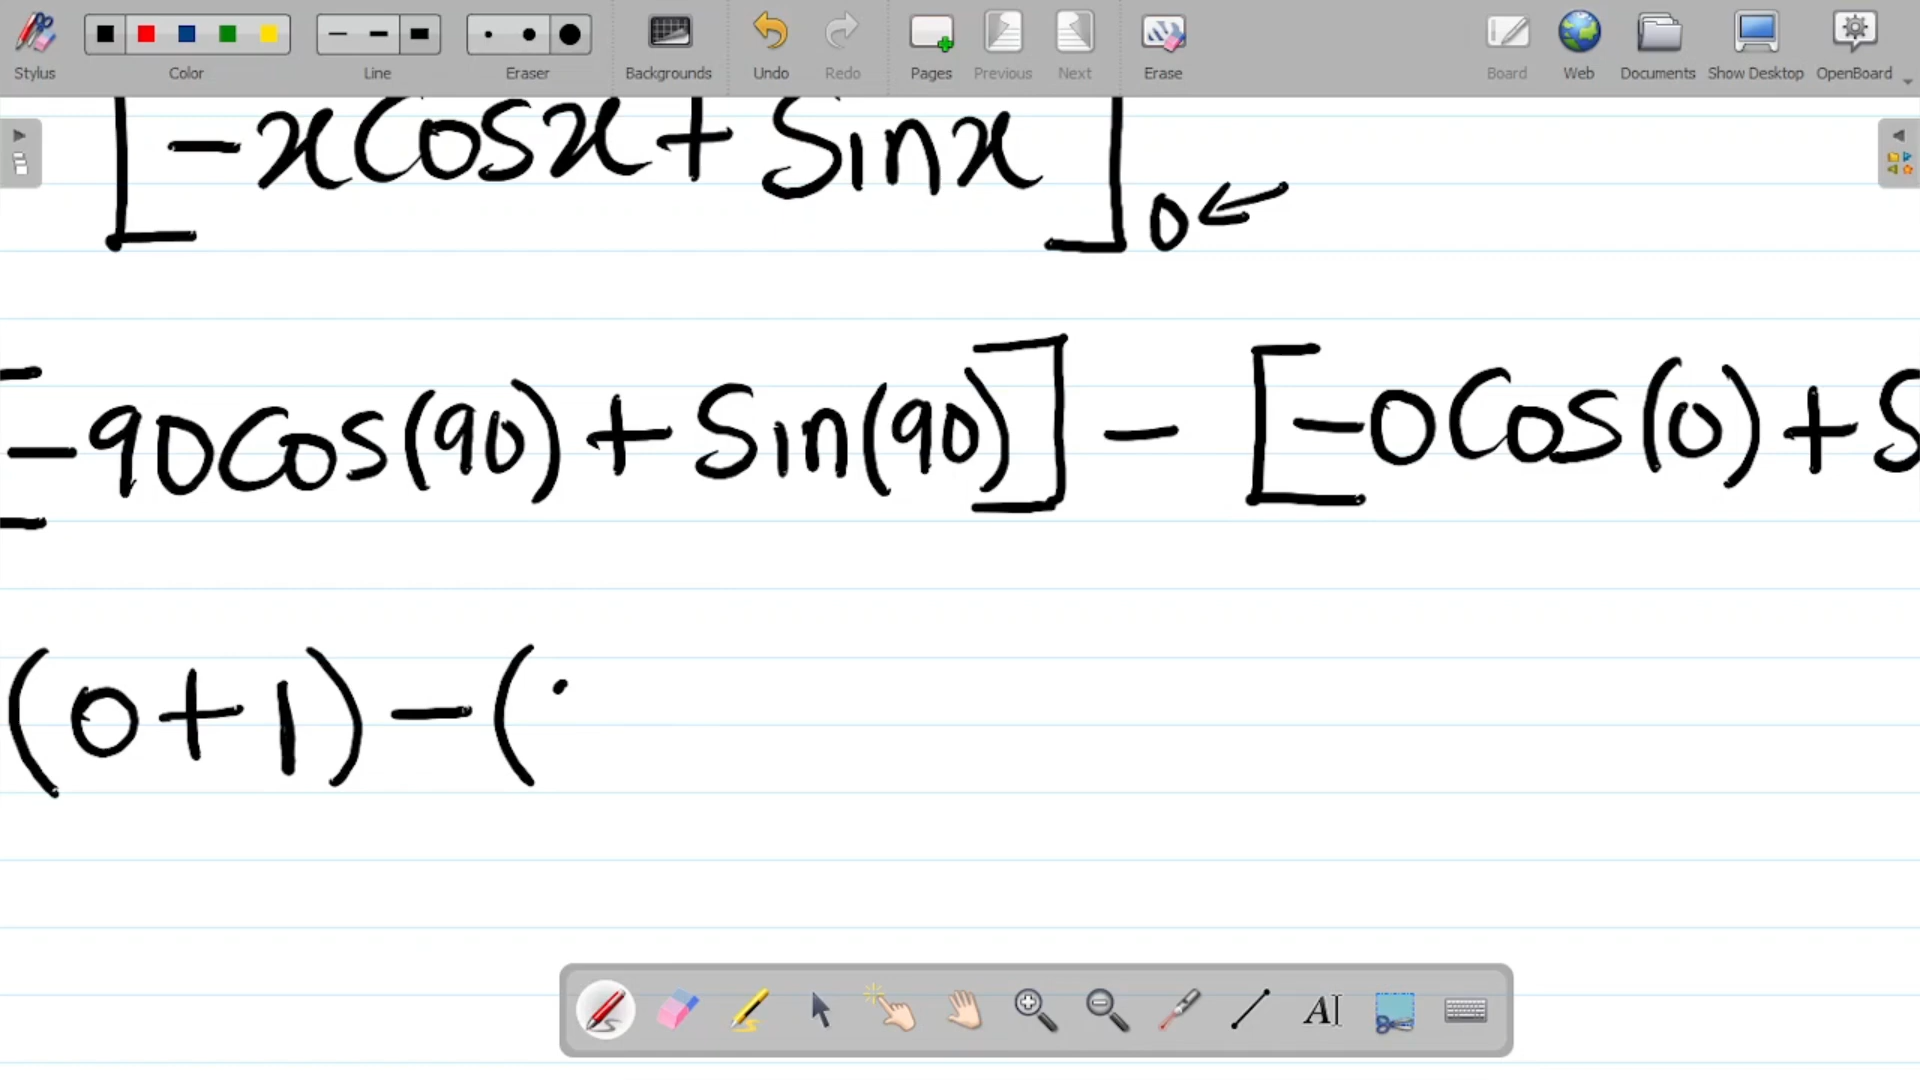 Stylus Color Line Eraser Backgrounds Undo Redo Pages Previous Next Erase Board Web Documents Show Desktop OpenBoard
[-xCosx + Sinx]0
[-90Cos(90) + Sin(90)] - [-0Cos(0) + S
(0+1) - (
AI